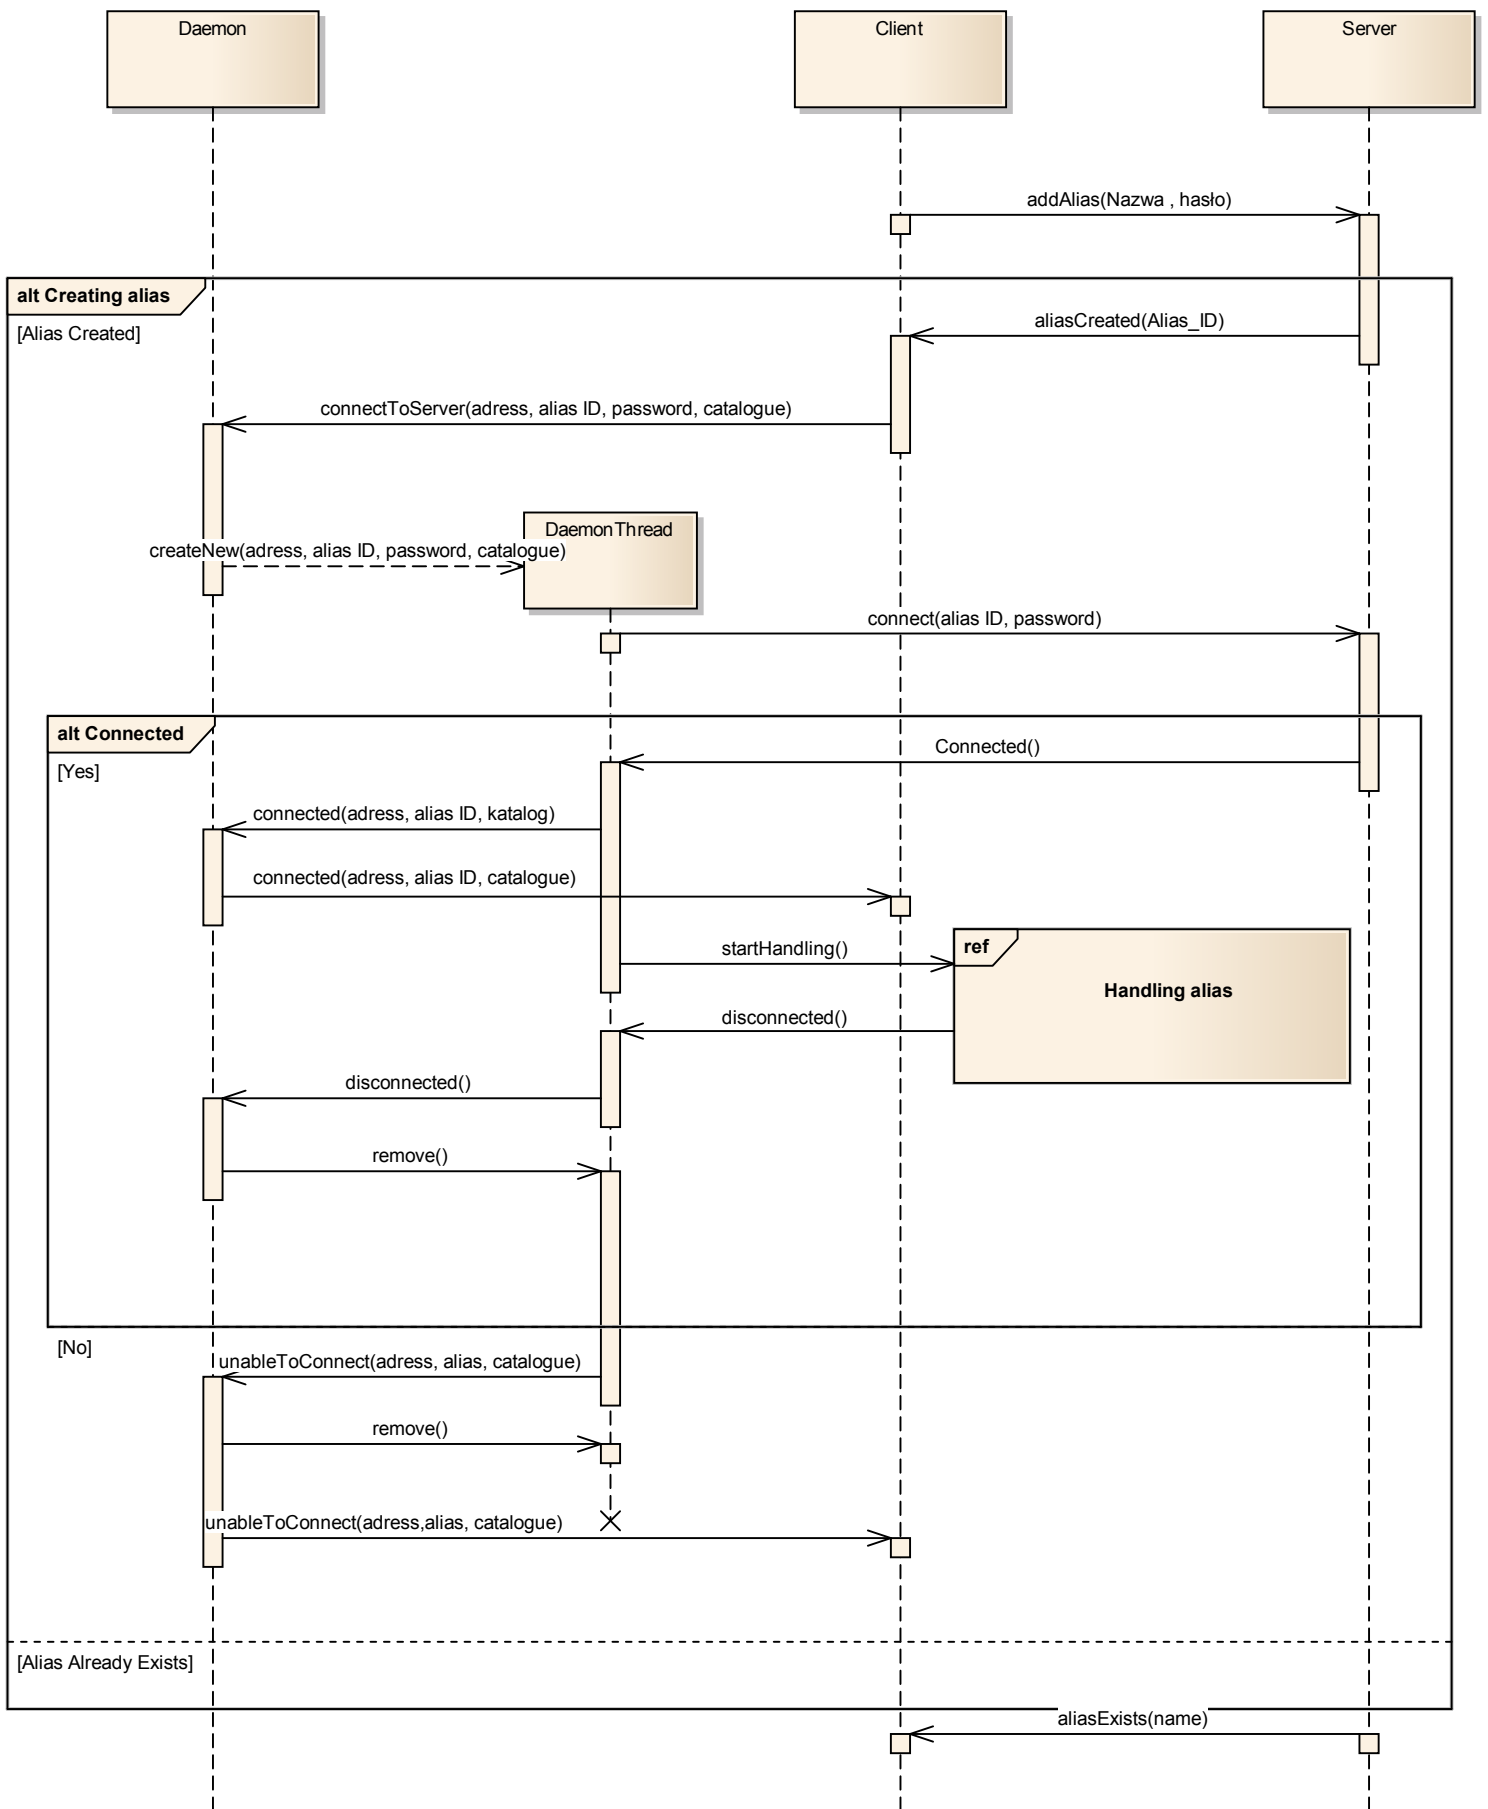 Daemon
Client
Server
addAlias(Nazwa , hasło)
alt Creating alias
[Alias Created]
aliasCreated(Alias_ID)
connectToServer(adress, alias ID, password, catalogue)
DaemonThread
createNew(adress, alias ID, password, catalogue)
connect(alias ID, password)
alt Connected
[Yes]
Connected()
connected(adress, alias ID, katalog)
connected(adress, alias ID, catalogue)
startHandling()
ref
Handling alias
disconnected()
disconnected()
remove()
[No]
unableToConnect(adress, alias, catalogue)
remove()
unableToConnect(adress,alias, catalogue)
[Alias Already Exists]
aliasExists(name)